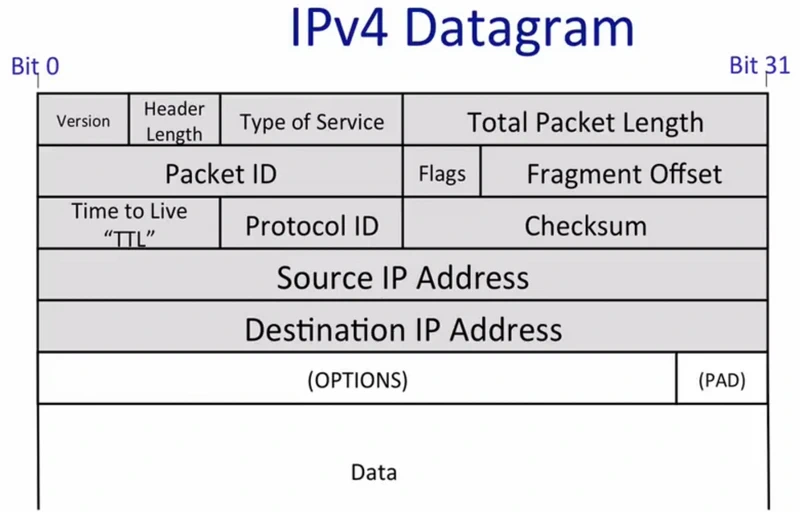 IPv4 Datagram
Bit 0
Bit 31
Version
Header
Length
Type of Service
Total Packet Length
Packet ID
Flags
Fragment Offset
Time to Live
“TTL”
Protocol ID
Checksum
Source IP Address
Destination IP Address
(OPTIONS)
(PAD)
Data